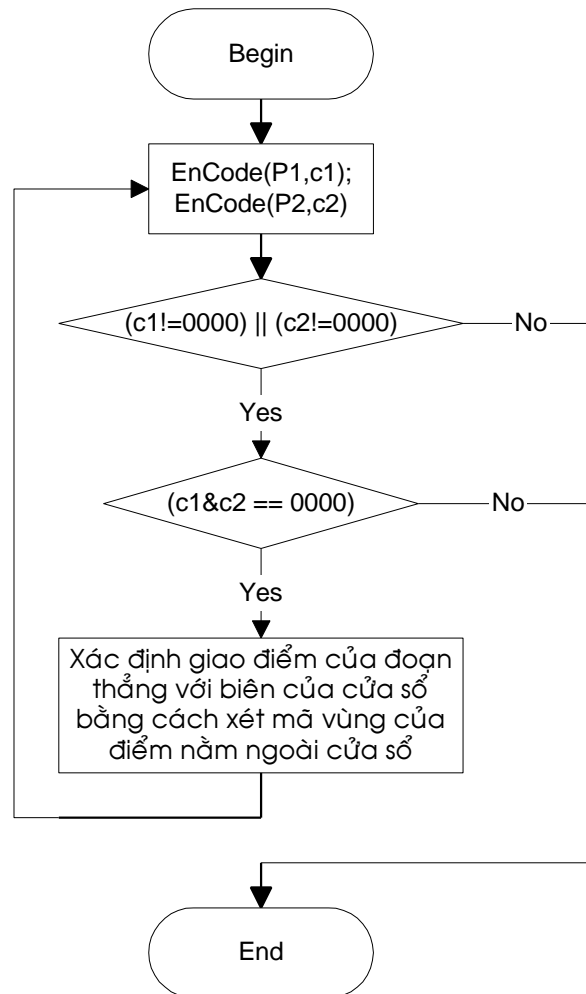 Begin
EnCode(P1,c1);
EnCode(P2,c2)
(c1!=0000) || (c2!=0000)
No
Yes
(c1&c2 == 0000)
No
Yes
Xác định giao điểm của đoạn
thẳng với biên của cửa sổ
bằng cách xét mã vùng của
điểm nằm ngoài cửa sổ
End